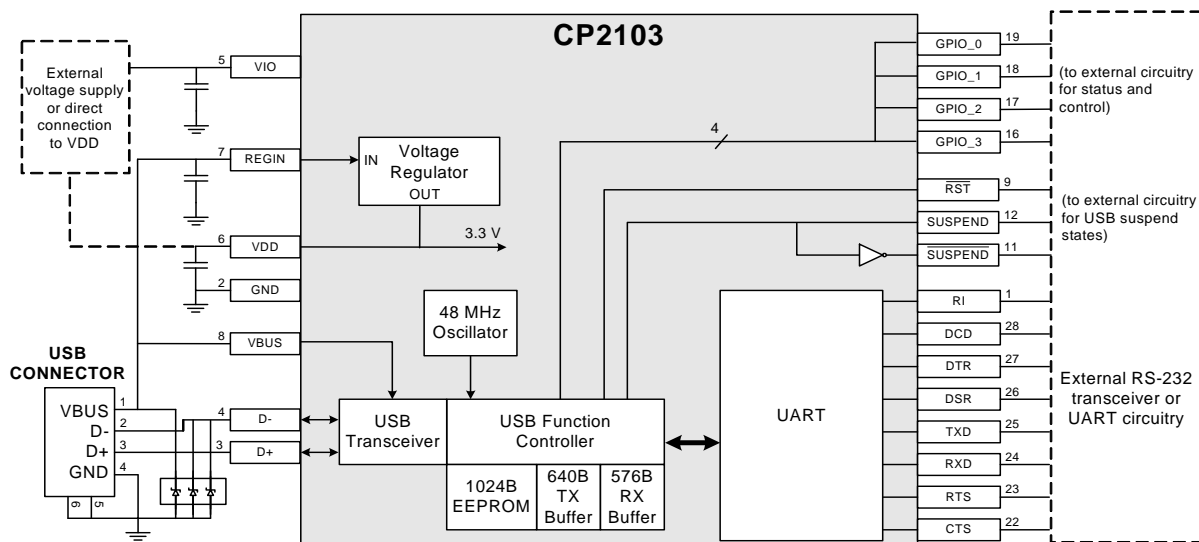 CP2103
External
voltage supply
or direct
connection
to VDD
5
VIO
7
REGIN
IN
Voltage
Regulator
OUT
6
VDD
3.3 V
2
GND
8
VBUS
48 MHz
Oscillator
USB
CONNECTOR
VBUS
D-
D+
GND
1
2
3
4
6
5
4
D-
3
D+
USB
Transceiver
USB Function
Controller
1024B
EEPROM
640B
TX
Buffer
576B
RX
Buffer
UART
4
GPIO_0
19
GPIO_1
18
GPIO_2
17
GPIO_3
16
RST
9
SUSPEND
12
SUSPEND
11
RI
1
DCD
28
DTR
27
DSR
26
TXD
25
RXD
24
RTS
23
CTS
22
(to external circuitry
for status and
control)
(to external circuitry
for USB suspend
states)
External RS-232
transceiver or
UART circuitry